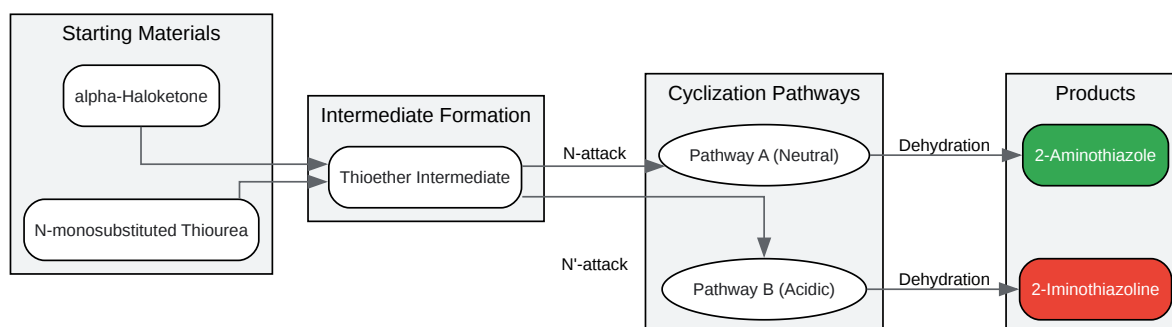 Starting Materials
alpha-Haloketone
N-monosubstituted Thiourea
Intermediate Formation
Thioether Intermediate
N-attack
N'-attack
Cyclization Pathways
Pathway A (Neutral)
Pathway B (Acidic)
Dehydration
Dehydration
Products
2-Aminothiazole
2-Iminothiazoline